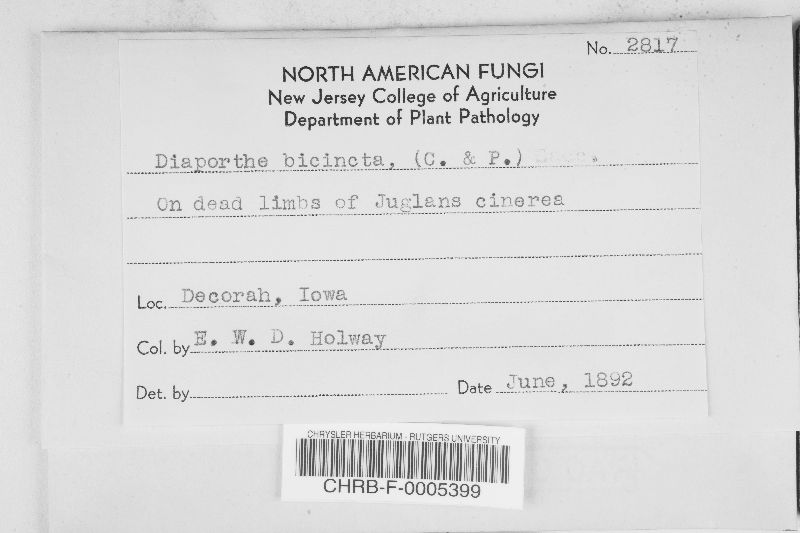 No. 2817
NORTH AMERICAN FUNGI
New Jersey College of Agriculture
Department of Plant Pathology
Diaporthe bicincta, (C. & P.) Sacc.
On dead limbs of Juglans cinerea
Loc. Decorah, Iowa
Col. by E. W. D. Holway
Det. by
Date June, 1892
CHRYSLER HERBARIUM - RUTGERS UNIVERSITY
CHRB-F-0005399